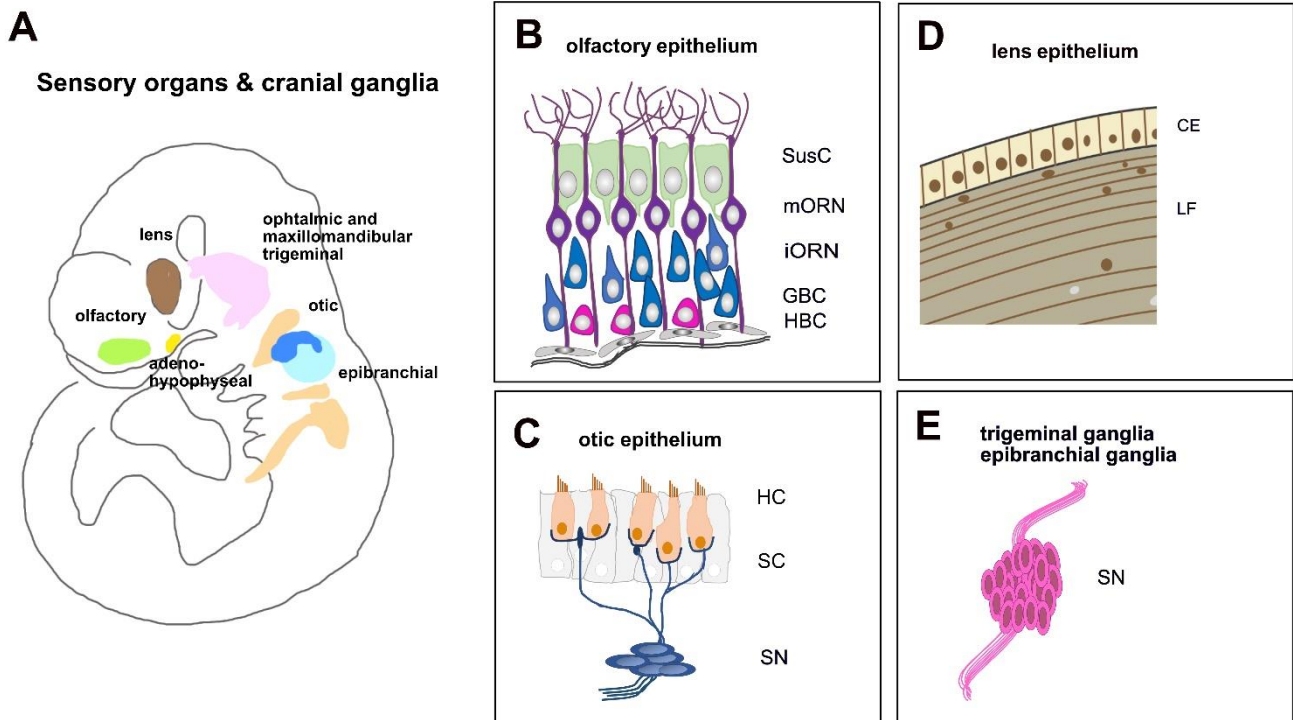 A
Sensory organs & cranial ganglia
lens
ophtalmic and
maxillomandibular
trigeminal
otic
olfactory
adeno-
hypophyseal
epibranchial
B
olfactory epithelium
SusC
mORN
iORN
GBC
HBC
C
otic epithelium
HC
SC
SN
D
lens epithelium
CE
LF
E
trigeminal ganglia
epibranchial ganglia
SN